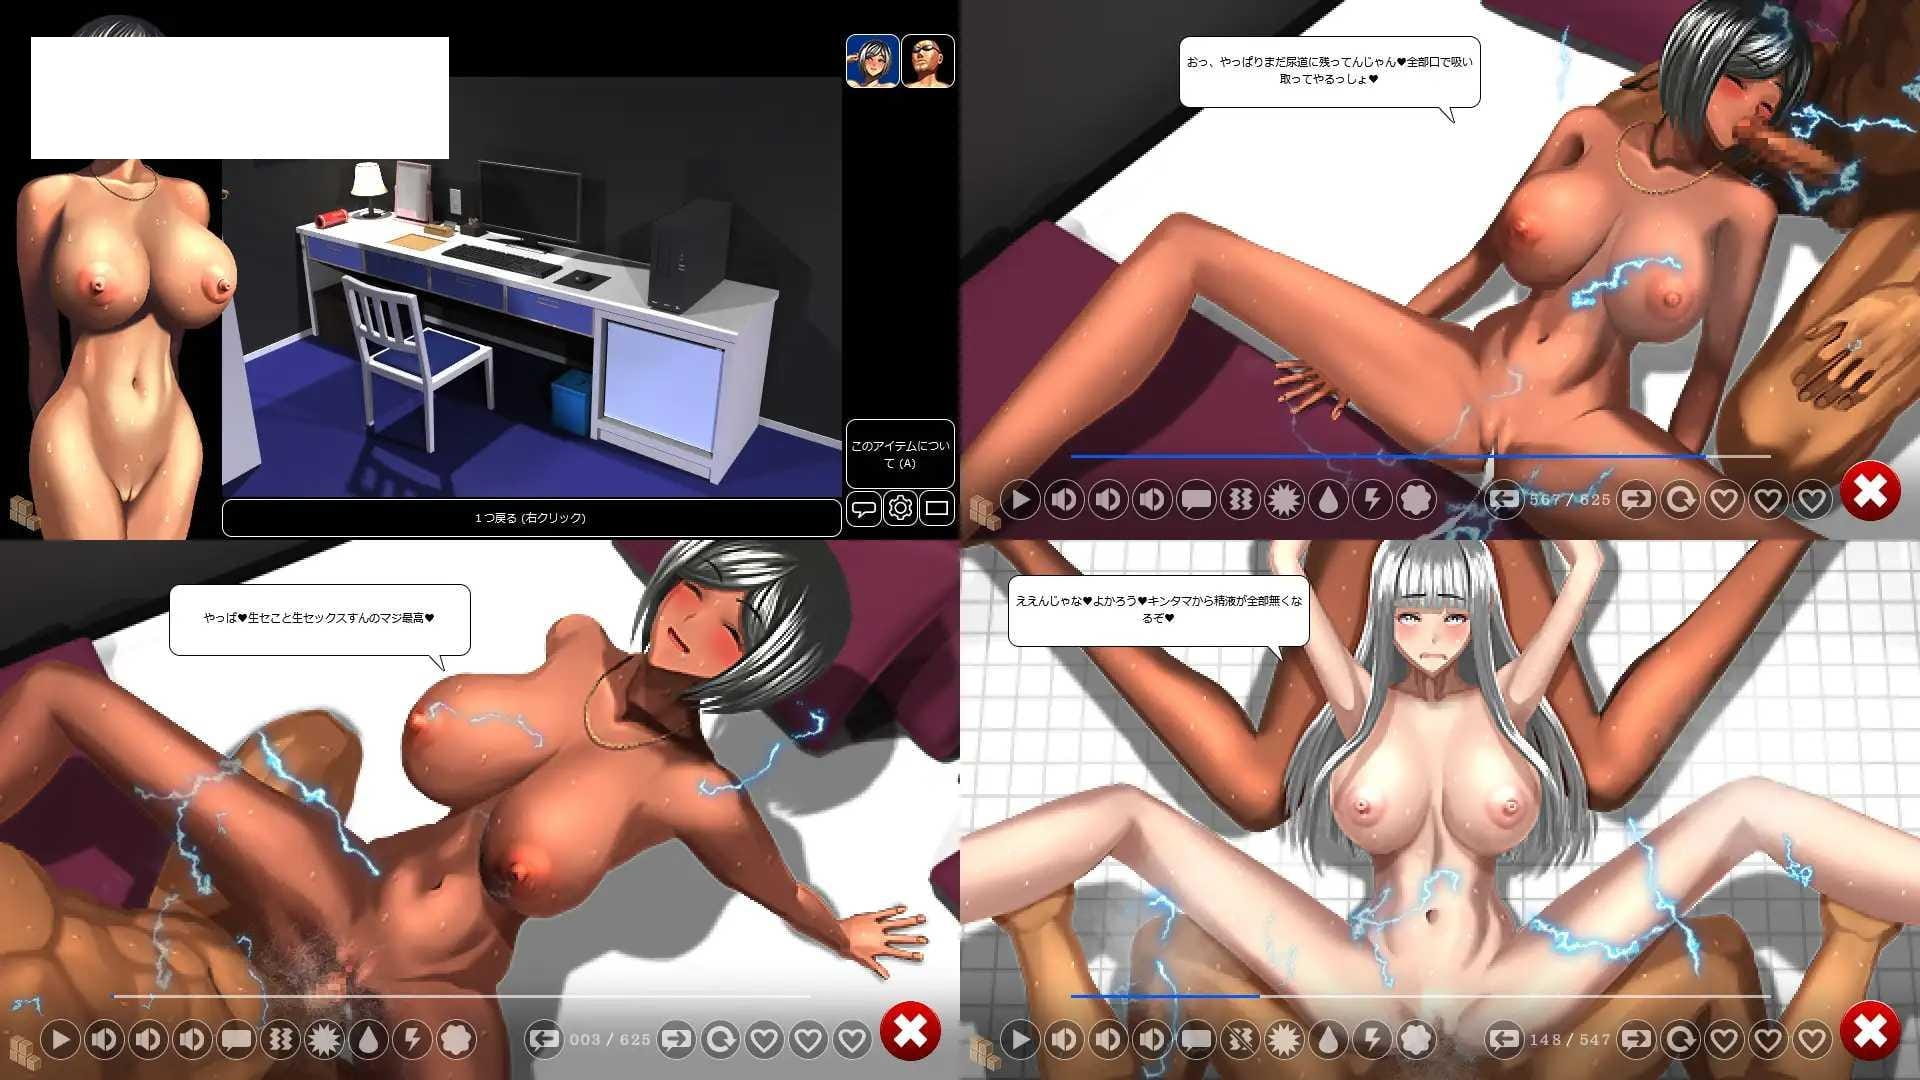 このアイテムについ
て (A)
1つ戻る (右クリック)
おっ、やっぱりまだ尿道に残ってんじゃん♥全部口で吸い
取ってやるっしょ♥
567 / 625
やっぱ♥生セこと生セックスすんのマジ最高♥
003 / 625
ええんじゃな♥よかろう♥キンタマから精液が全部無くな
るぞ♥
148 / 547